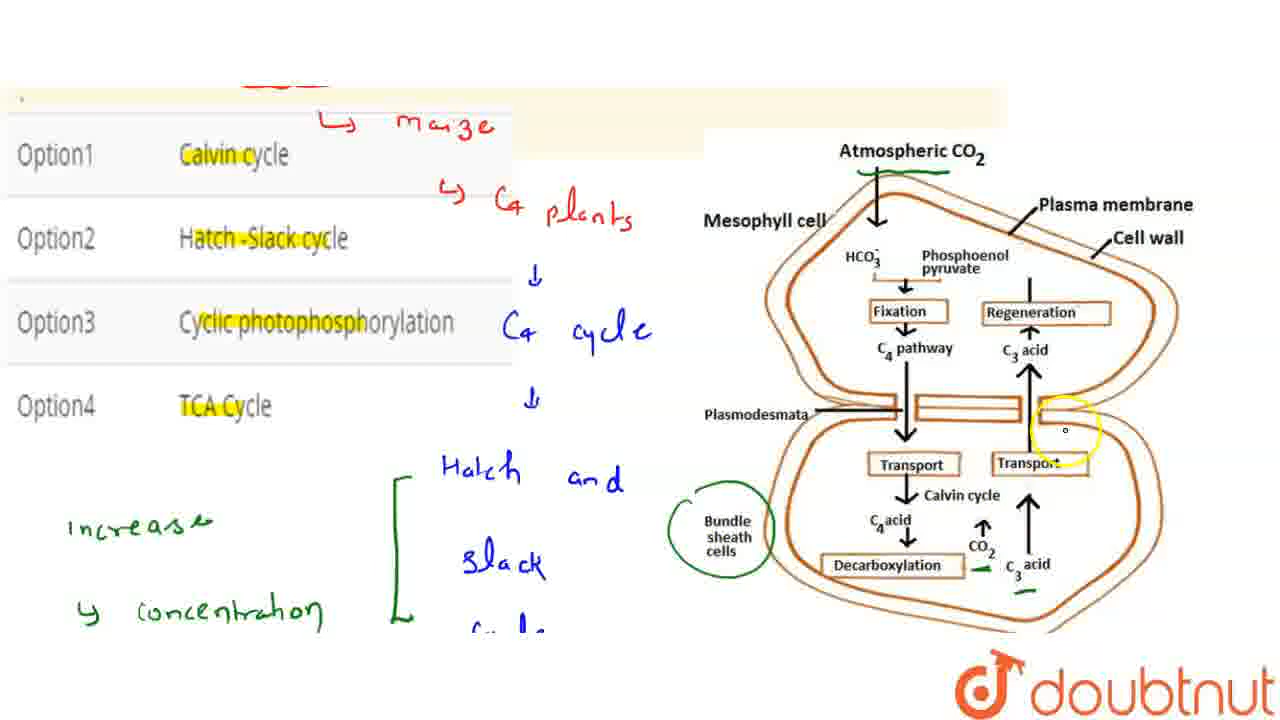 ↳ maize
Option1 Calvin cycle
↳ C4 plants
Option2 Hatch -Slack cycle
↓
Option3 Cyclic photophosphorylation
C4 cycle
↓
Option4 TCA Cycle
Hatch and
Slack
increase
↳ concentration
Atmospheric CO2
Mesophyll cell
Plasma membrane
Cell wall
HCO3-
Phosphoenol
pyruvate
Fixation
Regeneration
C4 pathway
C3 acid
Plasmodesmata
Transport
Transport
Calvin cycle
Bundle
sheath
cells
C4 acid
CO2
Decarboxylation
C3 acid
doubtnut